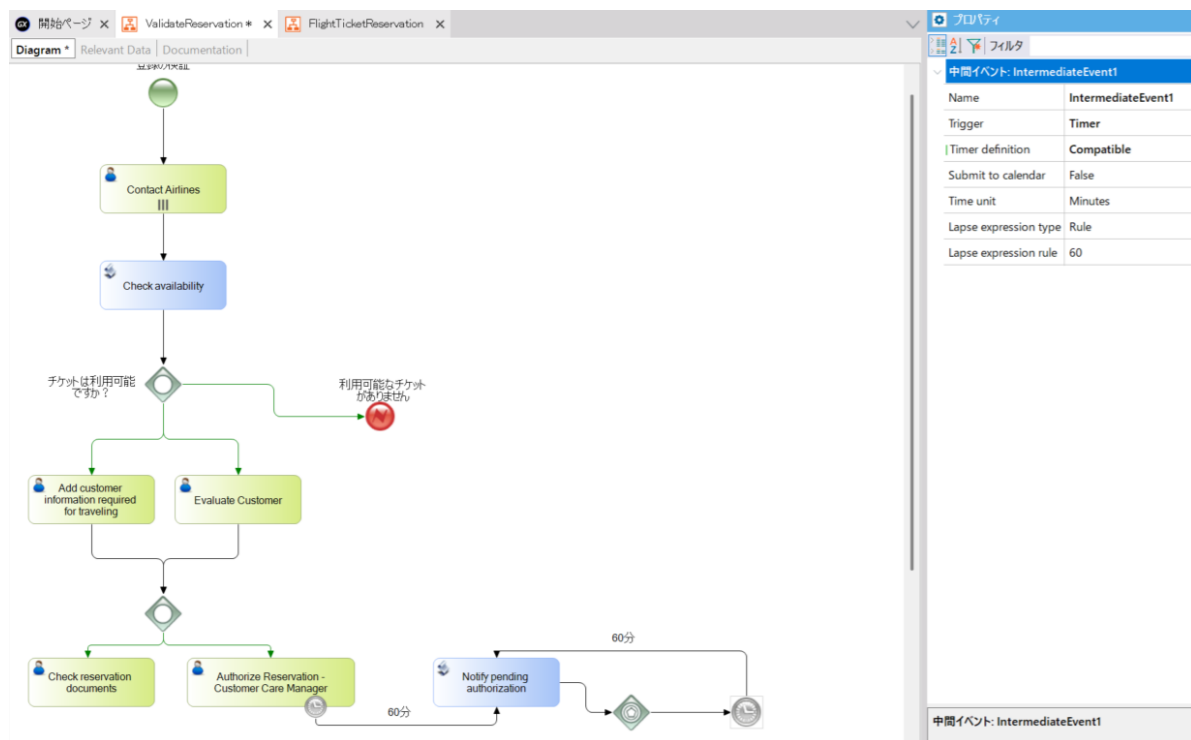 開始ページ
ValidateReservation *
FlightTicketReservation
プロパティ
Diagram *
Relevant Data
Documentation
フィルタ
登録の検証
中間イベント: IntermediateEvent1
Name IntermediateEvent1
Trigger Timer
Timer definition Compatible
Submit to calendar False
Time unit Minutes
Lapse expression type Rule
Lapse expression rule 60
Contact Airlines
Check availability
チケットは利用可能
ですか？
利用可能なチケット
がありません
Add customer
information required
for traveling
Evaluate Customer
60分
Check reservation
documents
Authorize Reservation -
Customer Care Manager
Notify pending
authorization
60分
中間イベント: IntermediateEvent1